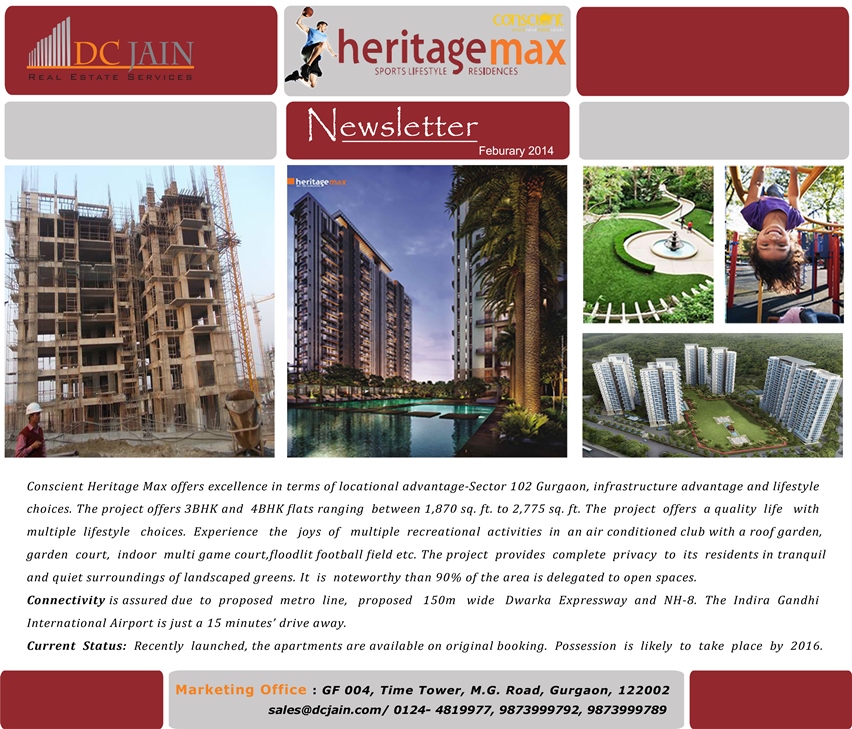 DC JAIN
REAL ESTATE SERVICES
CONSCIENT
heritagemax
SPORTS LIFESTYLE RESIDENCES
Newsletter
Feburary 2014
heritagemax
Conscient Heritage Max offers excellence in terms of locational advantage-Sector 102 Gurgaon, infrastructure advantage and lifestyle
choices. The project offers 3BHK and 4BHK flats ranging between 1,870 sq. ft. to 2,775 sq. ft. The project offers a quality life with
multiple lifestyle choices. Experience the joys of multiple recreational activities in an air conditioned club with a roof garden,
garden court, indoor multi game court,floodlit football field etc. The project provides complete privacy to its residents in tranquil
and quiet surroundings of landscaped greens. It is noteworthy than 90% of the area is delegated to open spaces.
Connectivity is assured due to proposed metro line, proposed 150m wide Dwarka Expressway and NH-8. The Indira Gandhi
International Airport is just a 15 minutes’ drive away.
Current Status: Recently launched, the apartments are available on original booking. Possession is likely to take place by 2016.
Marketing Office : GF 004, Time Tower, M.G. Road, Gurgaon, 122002
sales@dcjain.com/ 0124- 4819977, 9873999792, 9873999789